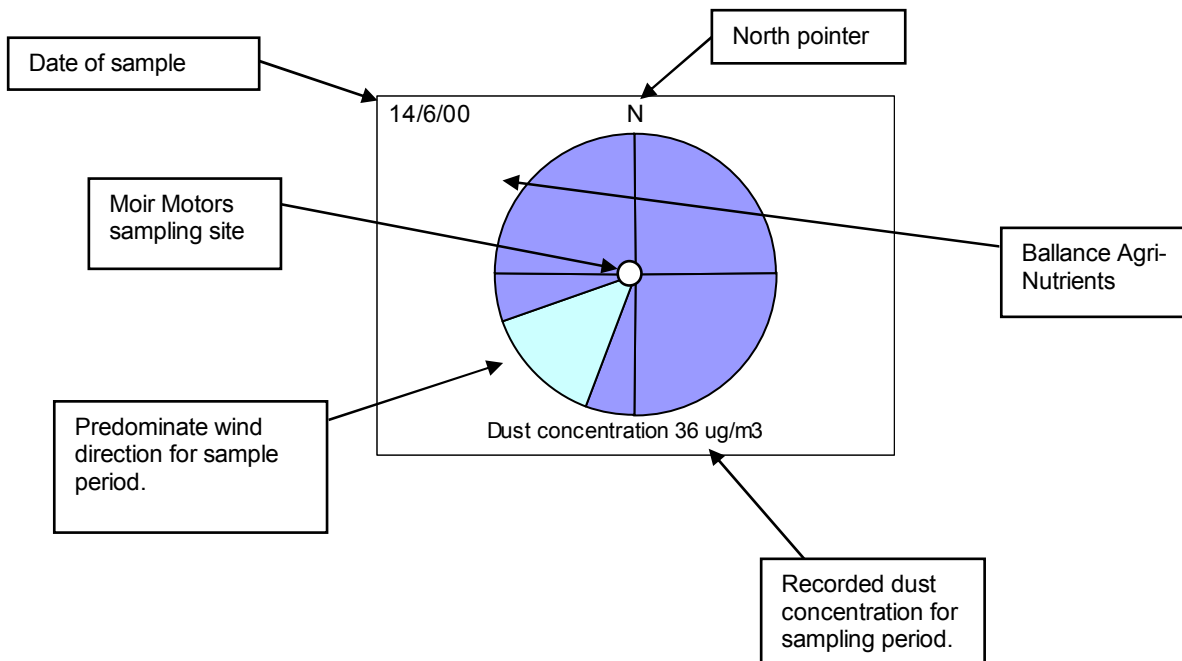 North pointer
Date of sample
14/6/00
N
Moir Motors
sampling site
Ballance Agri-
Nutrients
Predominate wind
direction for sample
period.
Dust concentration 36 ug/m3
Recorded dust
concentration for
sampling period.